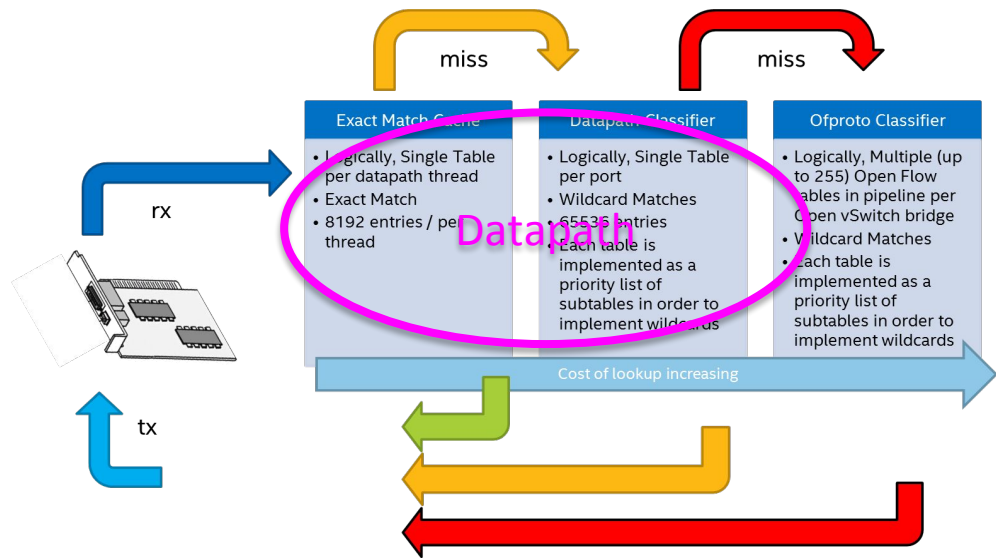 miss
miss
Exact Match Cache
• Logically, Single Table
per datapath thread
• Exact Match
• 8192 entries / per
thread
Datapath Classifier
• Logically, Single Table
per port
• Wildcard Matches
• 65536 entries
• Each table is
implemented as a
priority list of
subtables in order to
implement wildcards
Ofproto Classifier
• Logically, Multiple (up
to 255) Open Flow
tables in pipeline per
Open vSwitch bridge
• Wildcard Matches
• Each table is
implemented as a
priority list of
subtables in order to
implement wildcards
Datapath
rx
Cost of lookup increasing
tx